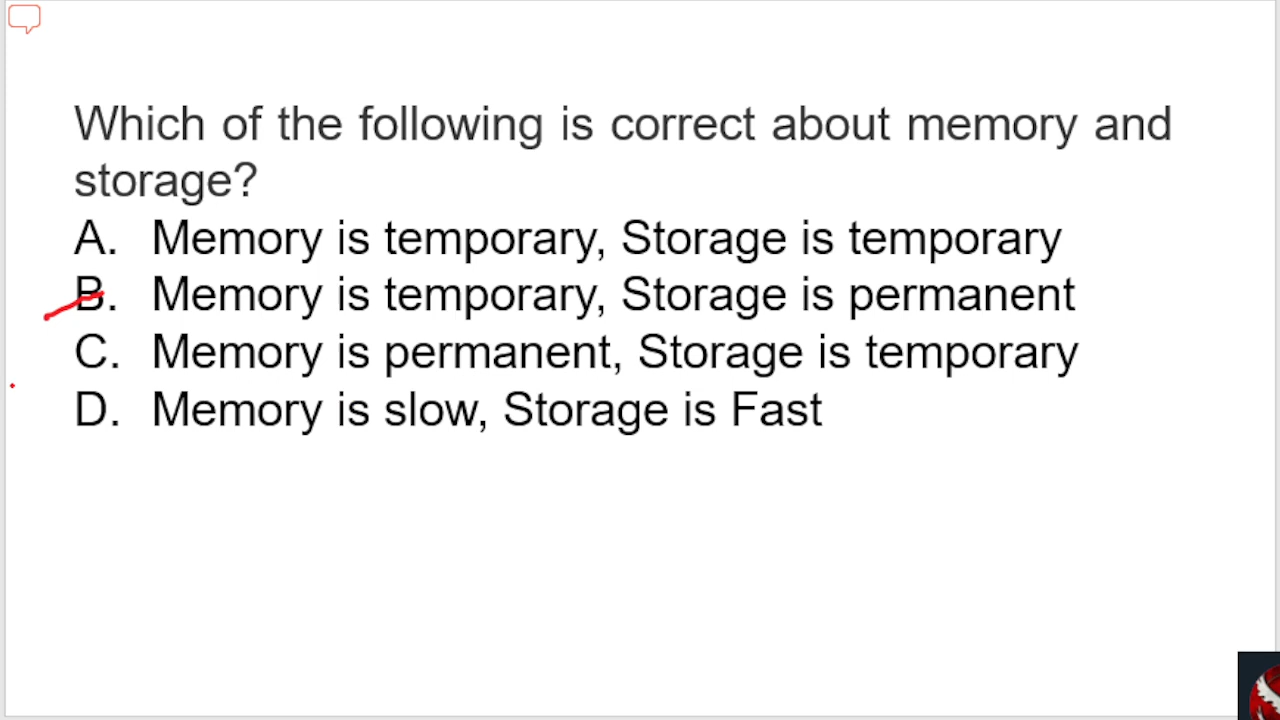 Which of the following is correct about memory and
storage?
A. Memory is temporary, Storage is temporary
B. Memory is temporary, Storage is permanent
C. Memory is permanent, Storage is temporary
D. Memory is slow, Storage is Fast